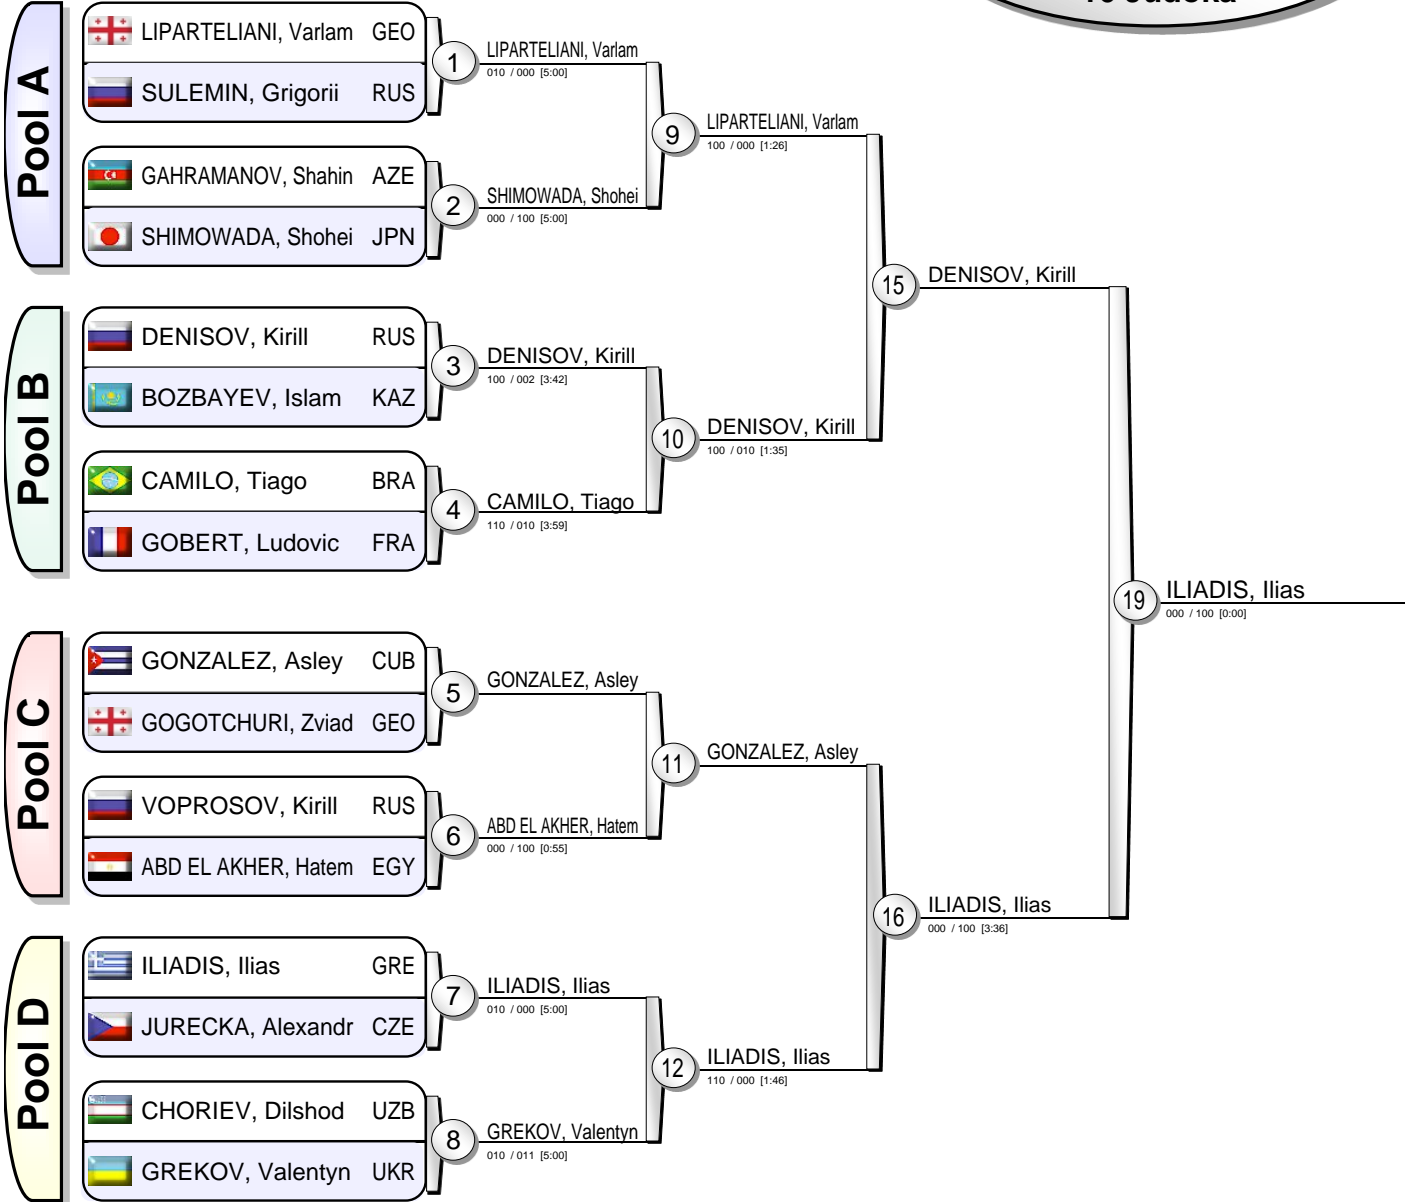 16 Judoka
Pool A
LIPARTELIANI, Varlam GEO
SULEMIN, Grigorii RUS
GAHRAMANOV, Shahin AZE
SHIMOWADA, Shohei JPN
1
LIPARTELIANI, Varlam
010 / 000 [5:00]
2
SHIMOWADA, Shohei
000 / 100 [5:00]
9
LIPARTELIANI, Varlam
100 / 000 [1:26]
Pool B
DENISOV, Kirill RUS
BOZBAYEV, Islam KAZ
CAMILO, Tiago BRA
GOBERT, Ludovic FRA
3
DENISOV, Kirill
100 / 002 [3:42]
4
CAMILO, Tiago
110 / 010 [3:59]
10
DENISOV, Kirill
100 / 010 [1:35]
15
DENISOV, Kirill
Pool C
GONZALEZ, Asley CUB
GOGOTCHURI, Zviad GEO
VOPROSOV, Kirill RUS
ABD EL AKHER, Hatem EGY
5
GONZALEZ, Asley
6
ABD EL AKHER, Hatem
000 / 100 [0:55]
11
GONZALEZ, Asley
Pool D
ILIADIS, Ilias GRE
JURECKA, Alexandr CZE
CHORIEV, Dilshod UZB
GREKOV, Valentyn UKR
7
ILIADIS, Ilias
010 / 000 [5:00]
8
GREKOV, Valentyn
010 / 011 [5:00]
12
ILIADIS, Ilias
110 / 000 [1:46]
16
ILIADIS, Ilias
000 / 100 [3:36]
19
ILIADIS, Ilias
000 / 100 [0:00]